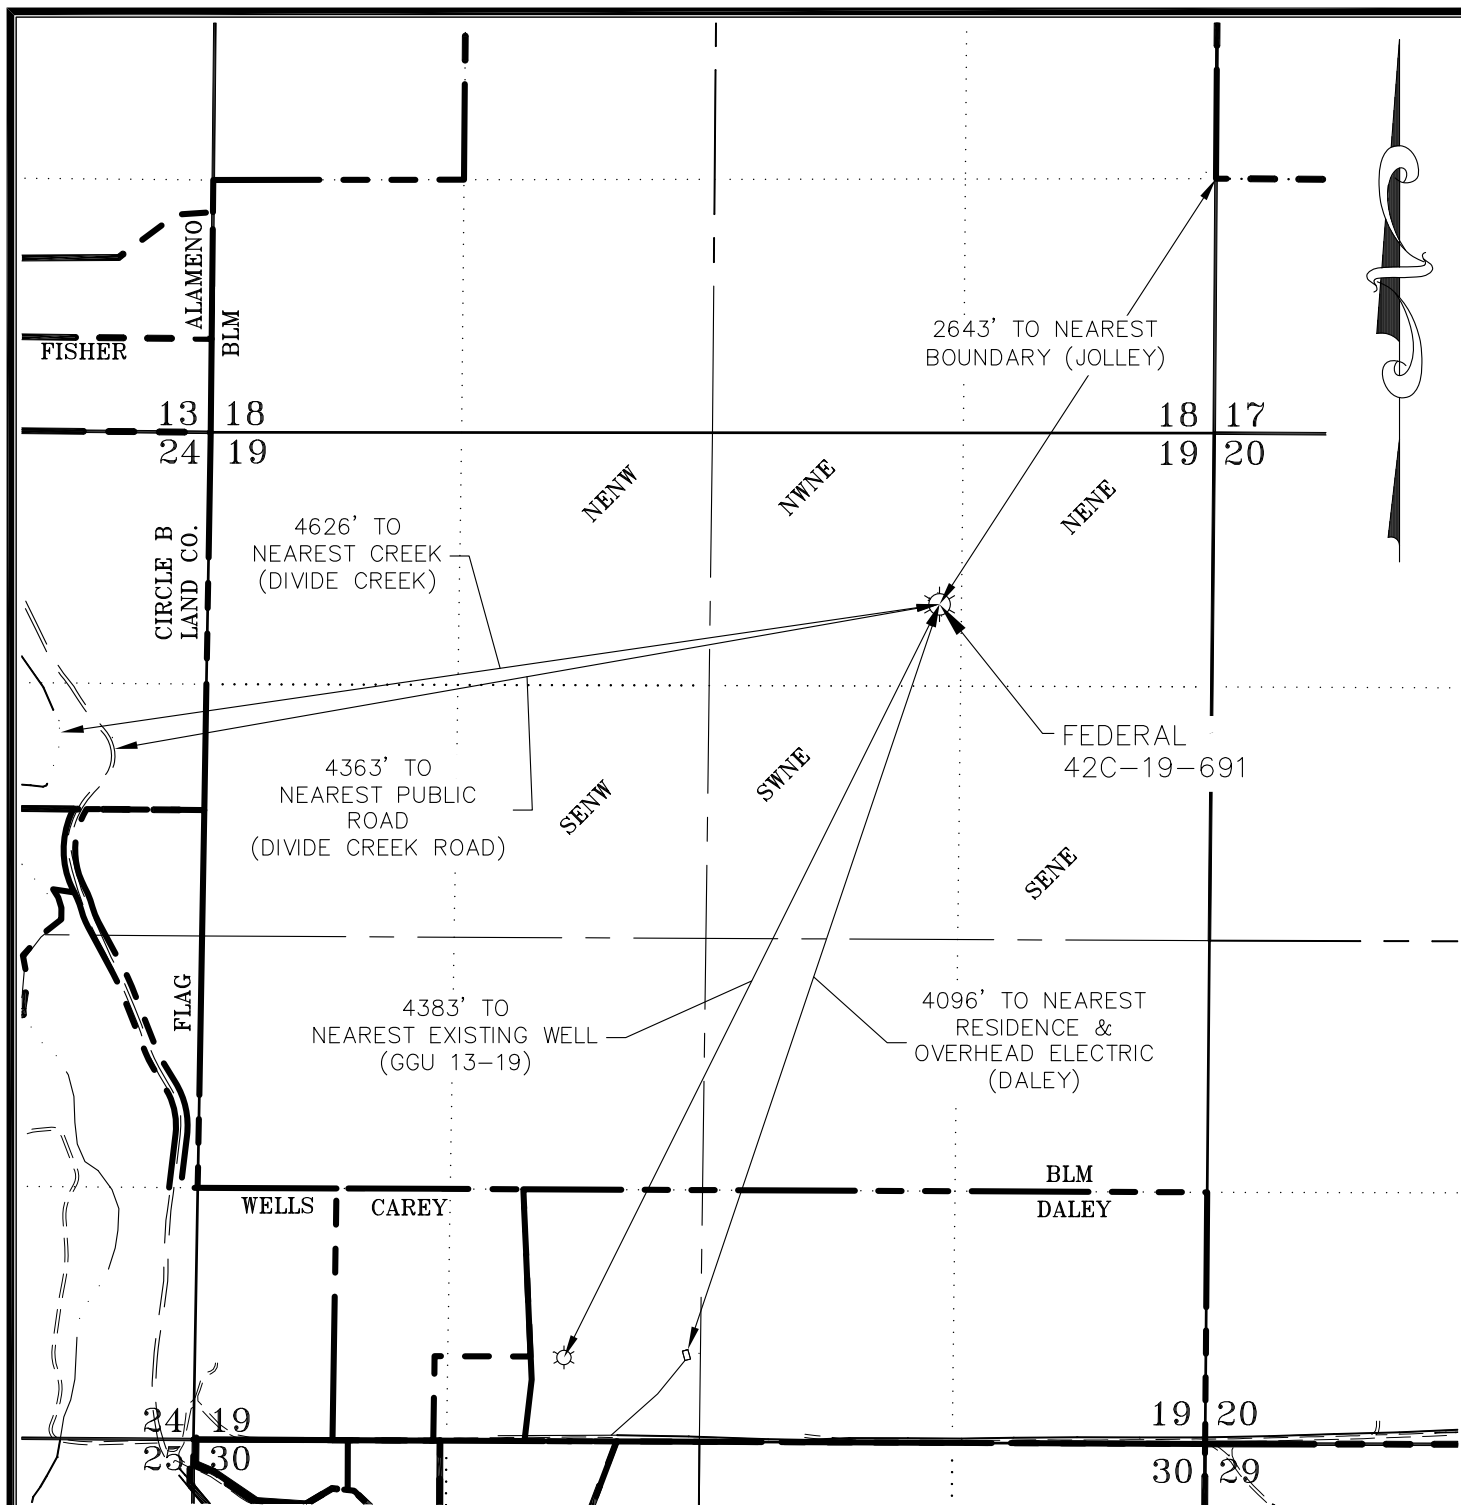 ALAMENO
BLM
FISHER
2643' TO NEAREST
BOUNDARY (JOLLEY)
13 18
24 19
18 17
19 20
NENW
NWNE
NENE
4626' TO
NEAREST CREEK
(DIVIDE CREEK)
CIRCLE B
LAND CO.
FEDERAL
42C-19-691
4363' TO
NEAREST PUBLIC
ROAD
(DIVIDE CREEK ROAD)
SENW
SWNE
SENE
FLAG
4383' TO
NEAREST EXISTING WELL
(GGU 13-19)
4096' TO NEAREST
RESIDENCE &
OVERHEAD ELECTRIC
(DALEY)
BLM
WELLS
CAREY
DALEY
24 19
25 30
19 20
30 29